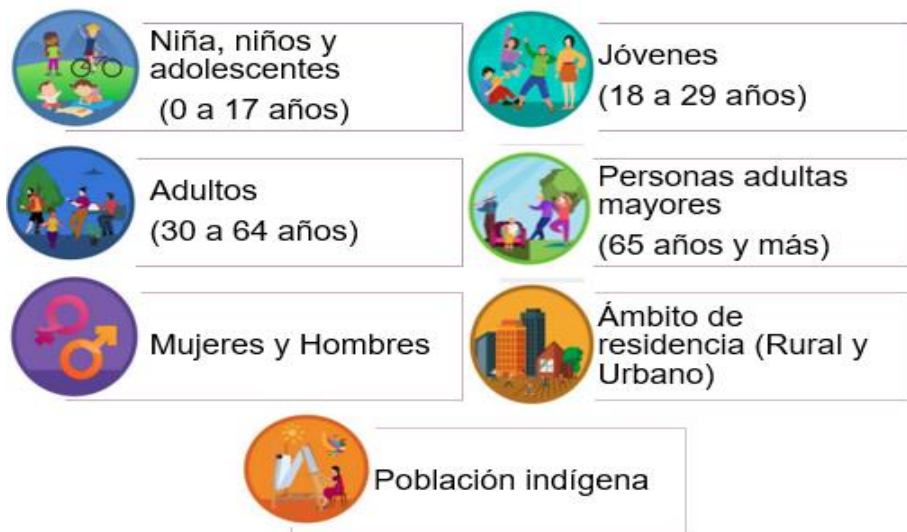 Niña, niños y
adolescentes
(0 a 17 años)
Jóvenes
(18 a 29 años)
Adultos
(30 a 64 años)
Personas adultas
mayores
(65 años y más)
Mujeres y Hombres
Ámbito de
residencia (Rural y
Urbano)
Población indígena